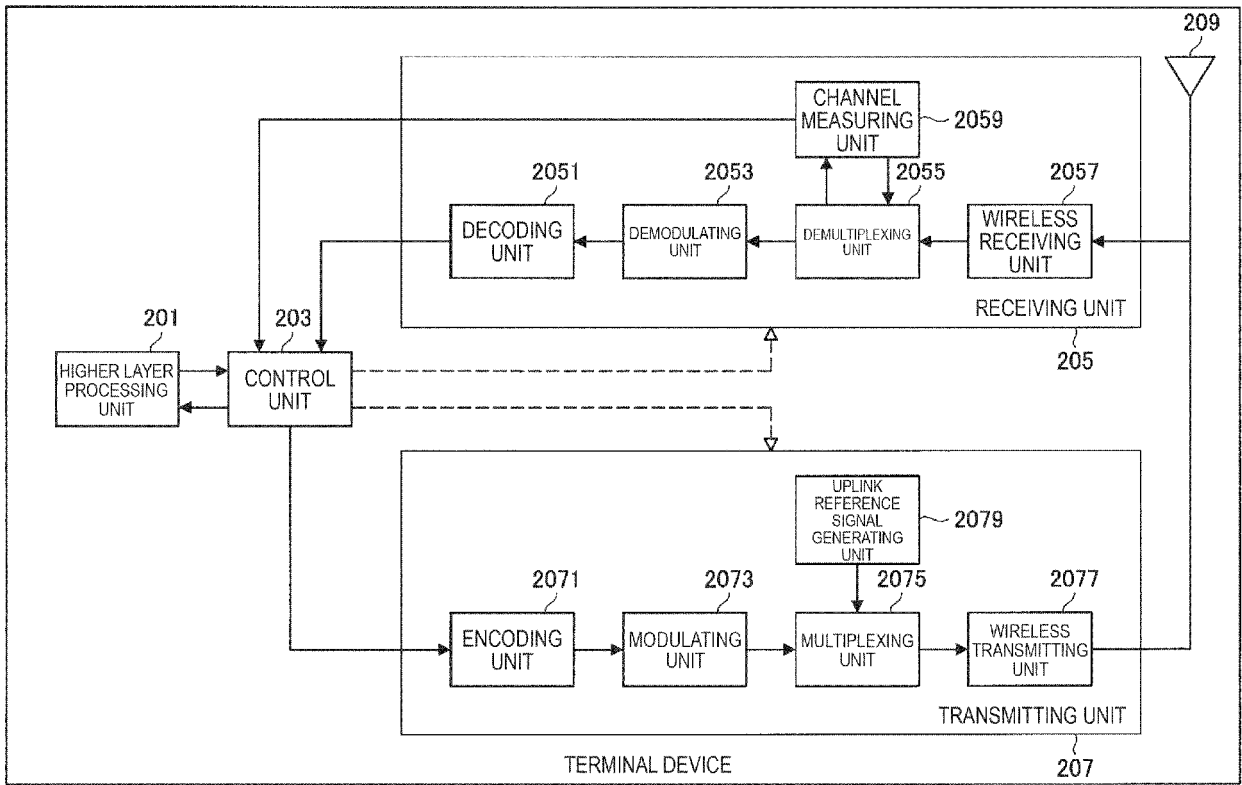 209
CHANNEL
MEASURING
UNIT
2059
2051
2053
2055
2057
DECODING
UNIT
DEMODULATING
UNIT
DEMULTIPLEXING
UNIT
WIRELESS
RECEIVING
UNIT
RECEIVING UNIT
205
201
203
HIGHER LAYER
PROCESSING
UNIT
CONTROL
UNIT
UPLINK
REFERENCE
SIGNAL
GENERATING
UNIT
2079
2071
2073
2075
2077
ENCODING
UNIT
MODULATING
UNIT
MULTIPLEXING
UNIT
WIRELESS
TRANSMITTING
UNIT
TRANSMITTING UNIT
207
TERMINAL DEVICE